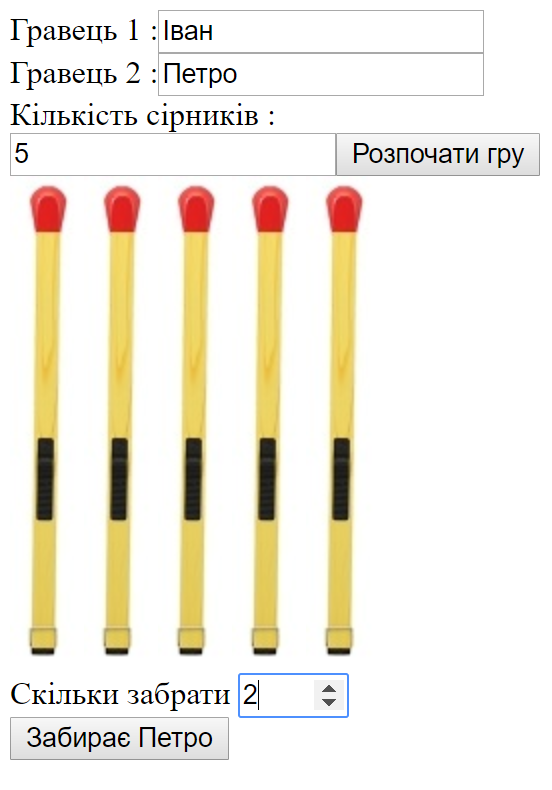 Гравець 1 :Іван
Гравець 2 :Петро
Кількість сірників :
5 Розпочати гру
Скільки забрати 2
Забирає Петро